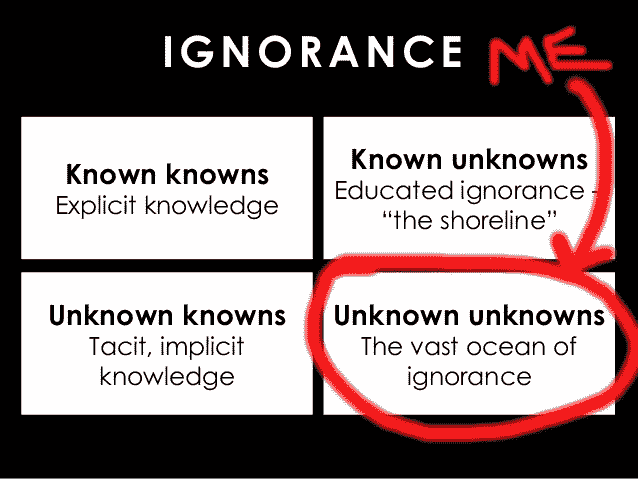 IGNORANCE ME
Known knowns
Explicit knowledge
Known unknowns
Educated ignorance -
“the shoreline”
Unknown knowns
Tacit, implicit
knowledge
Unknown unknowns
The vast ocean of
ignorance